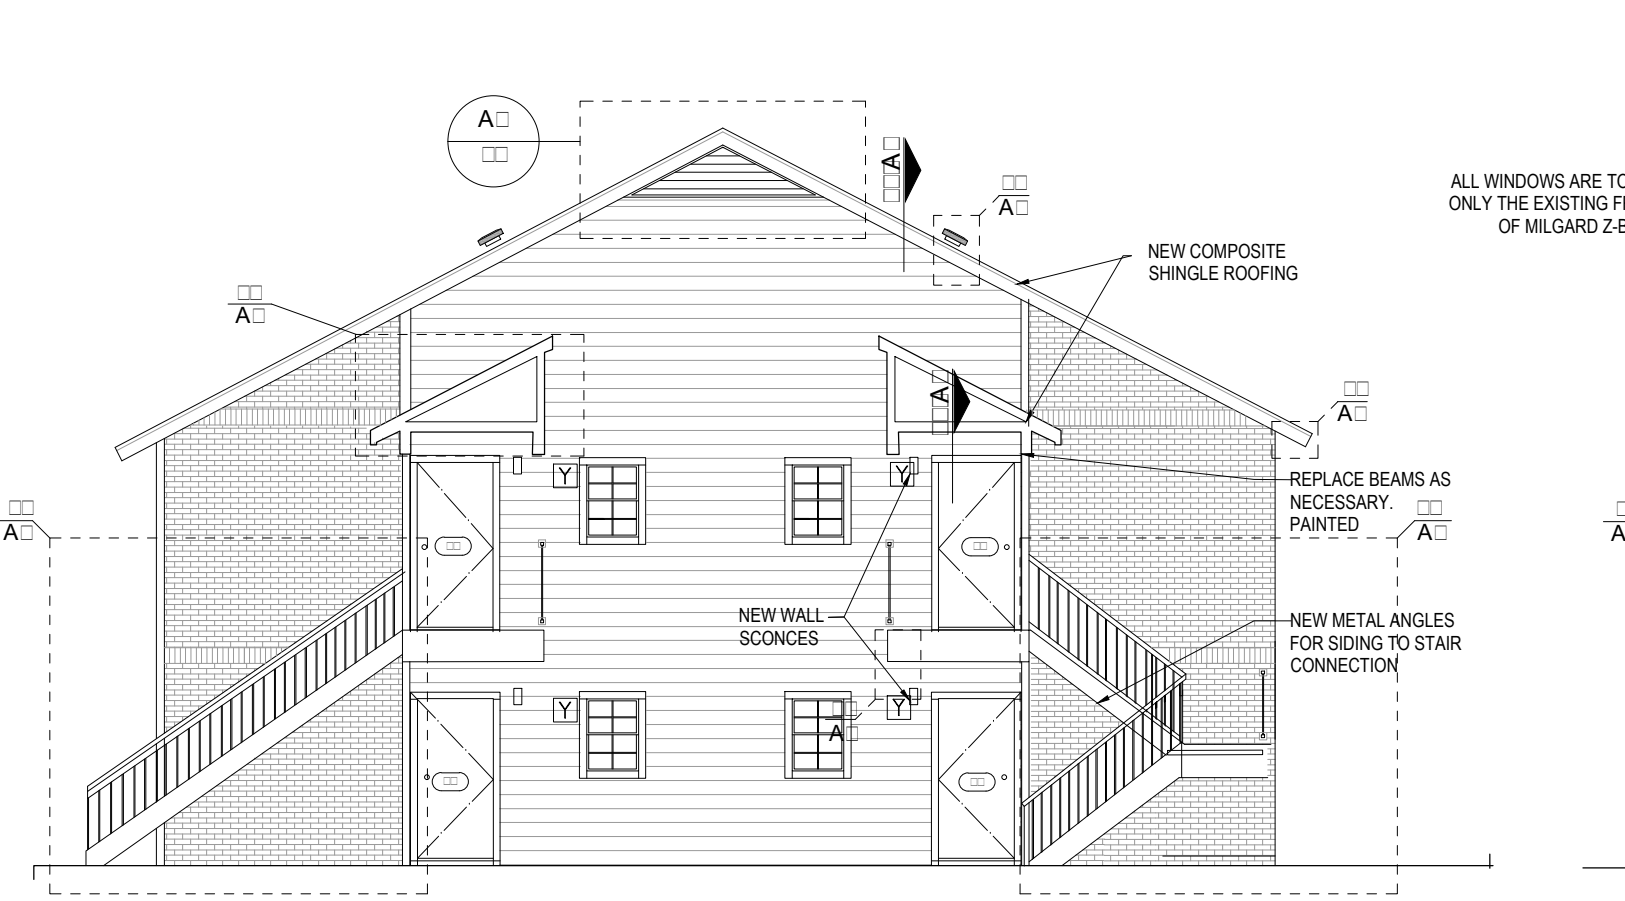 A
A
A
ALL WINDOWS ARE TO
ONLY THE EXISTING F
OF MILGARD Z-B
NEW COMPOSITE
SHINGLE ROOFING
A
A
A
A
REPLACE BEAMS AS
NECESSARY.
PAINTED
Y
Y
A
A
A
NEW WALL
SCONCES
NEW METAL ANGLES
FOR SIDING TO STAIR
CONNECTION
Y
Y
A